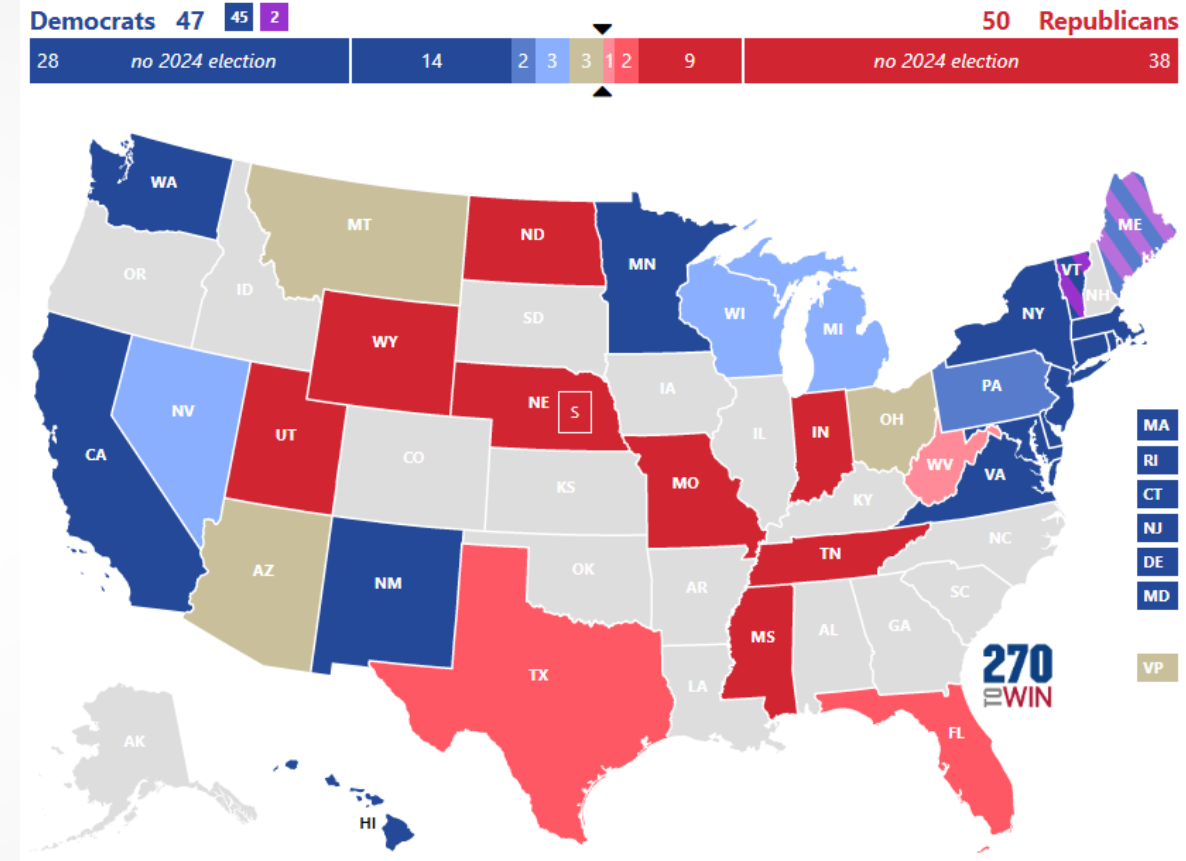 Democrats 47 45 2 50 Republicans
28 no 2024 election 14 2 3 3 1 2 9 no 2024 election 38
WA
MT
ND
MN
ME
VT
NH
OR
ID
SD
WI
MI
NY
WY
IA
PA
NE S
NV
UT
CO
IL
IN
OH
CA
KS
MO
KY
WV
VA
MA
RI
CT
NJ
DE
MD
AZ
NM
OK
AR
TN
NC
SC
TX
LA
MS
AL
GA
270
TO WIN
VP
FL
AK
HI